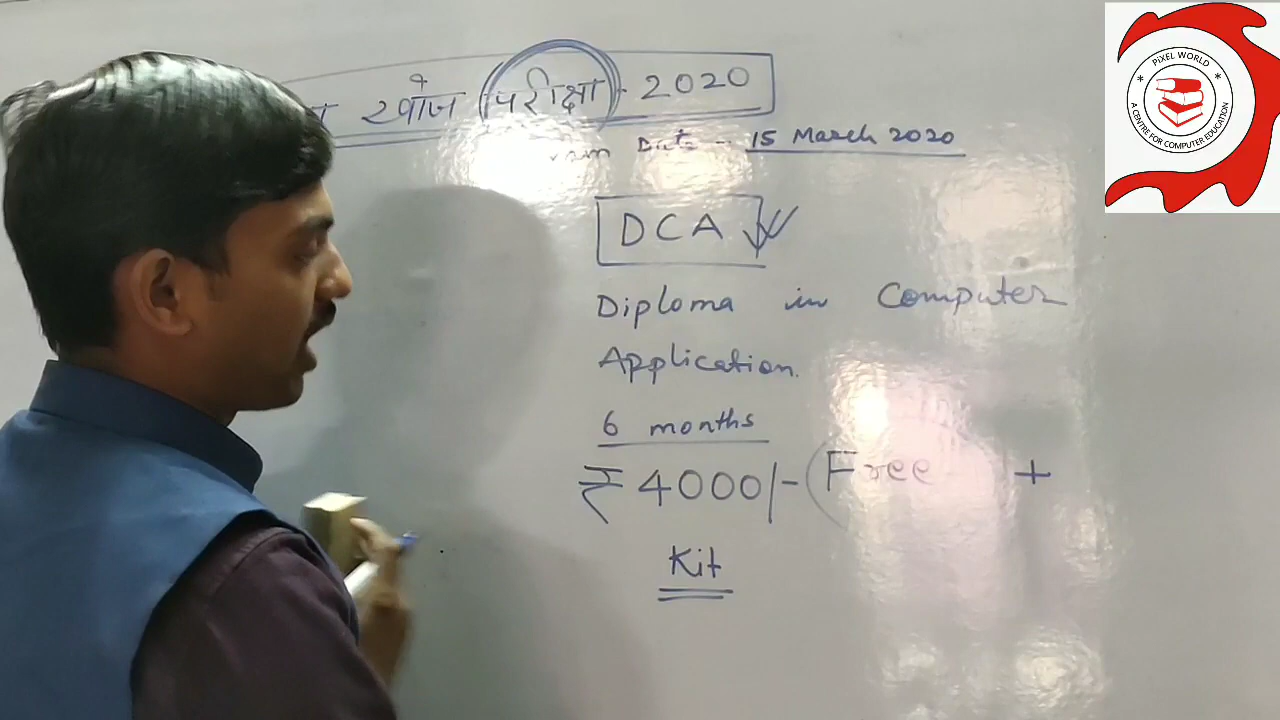 खोज परीक्षा - 2020
Date - 15 March 2020
DCA
Diploma in Computer
Application.
6 months
₹ 4000/- (Free) +
Kit
PiXEL WORLD
A CENTRE FOR COMPUTER EDUCATION